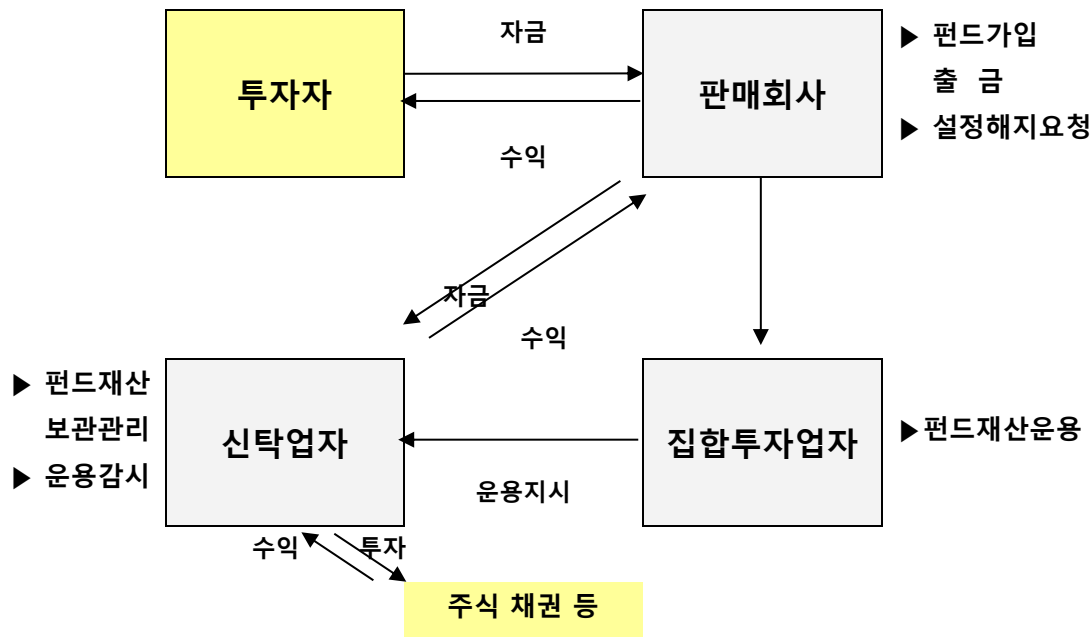 자금
투자자
판매회사
▶ 펀드가입
출 금
▶ 설정해지요청
수익
자금
수익
▶ 펀드재산
보관관리
▶ 운용감시
신탁업자
집합투자업자
▶펀드재산운용
운용지시
수익
투자
주식 채권 등